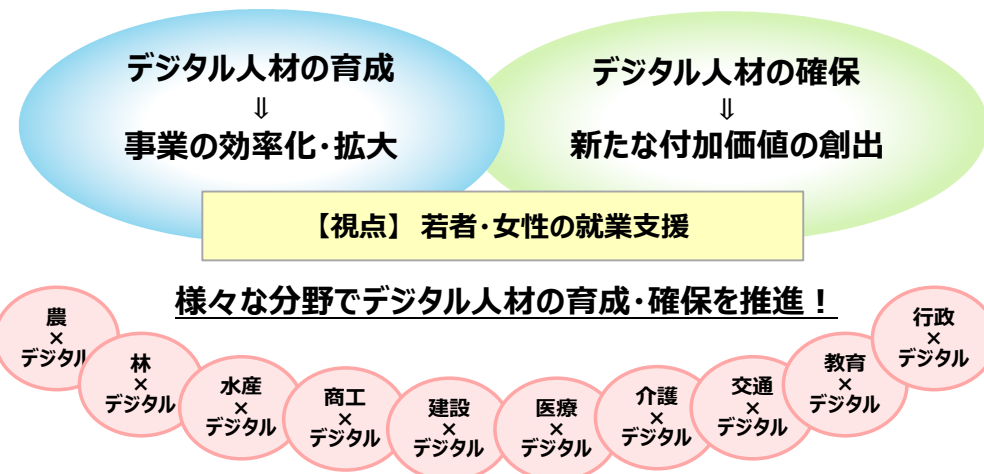 デジタル人材の育成
⇓
事業の効率化・拡大
デジタル人材の確保
⇓
新たな付加価値の創出
【視点】 若者・女性の就業支援
様々な分野でデジタル人材の育成・確保を推進！
農
×
デジタル
林
×
デジタル
水産
×
デジタル
商工
×
デジタル
建設
×
デジタル
医療
×
デジタル
介護
×
デジタル
交通
×
デジタル
教育
×
デジタル
行政
×
デジタル